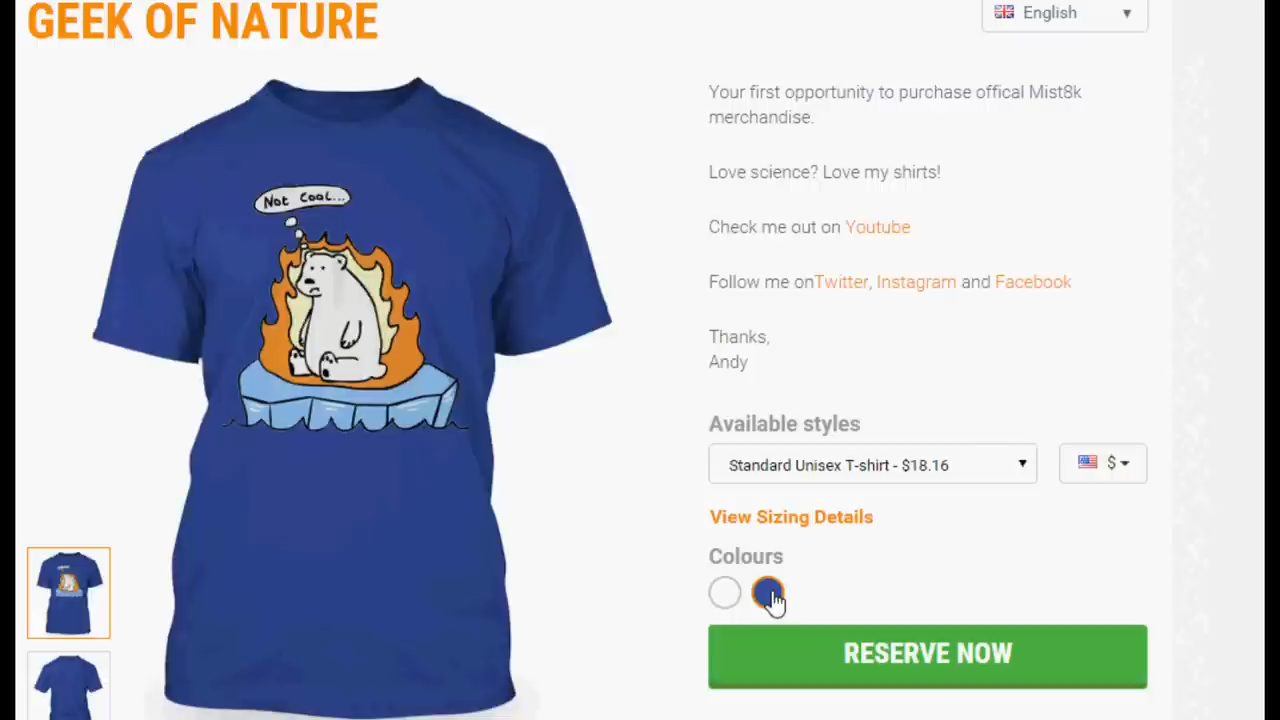 GEEK OF NATURE
English
Not Cool...
Your first opportunity to purchase offical Mist8k
merchandise.
Love science? Love my shirts!
Check me out on Youtube
Follow me onTwitter, Instagram and Facebook
Thanks,
Andy
Available styles
Standard Unisex T-shirt - $18.16
$
View Sizing Details
Colours
RESERVE NOW